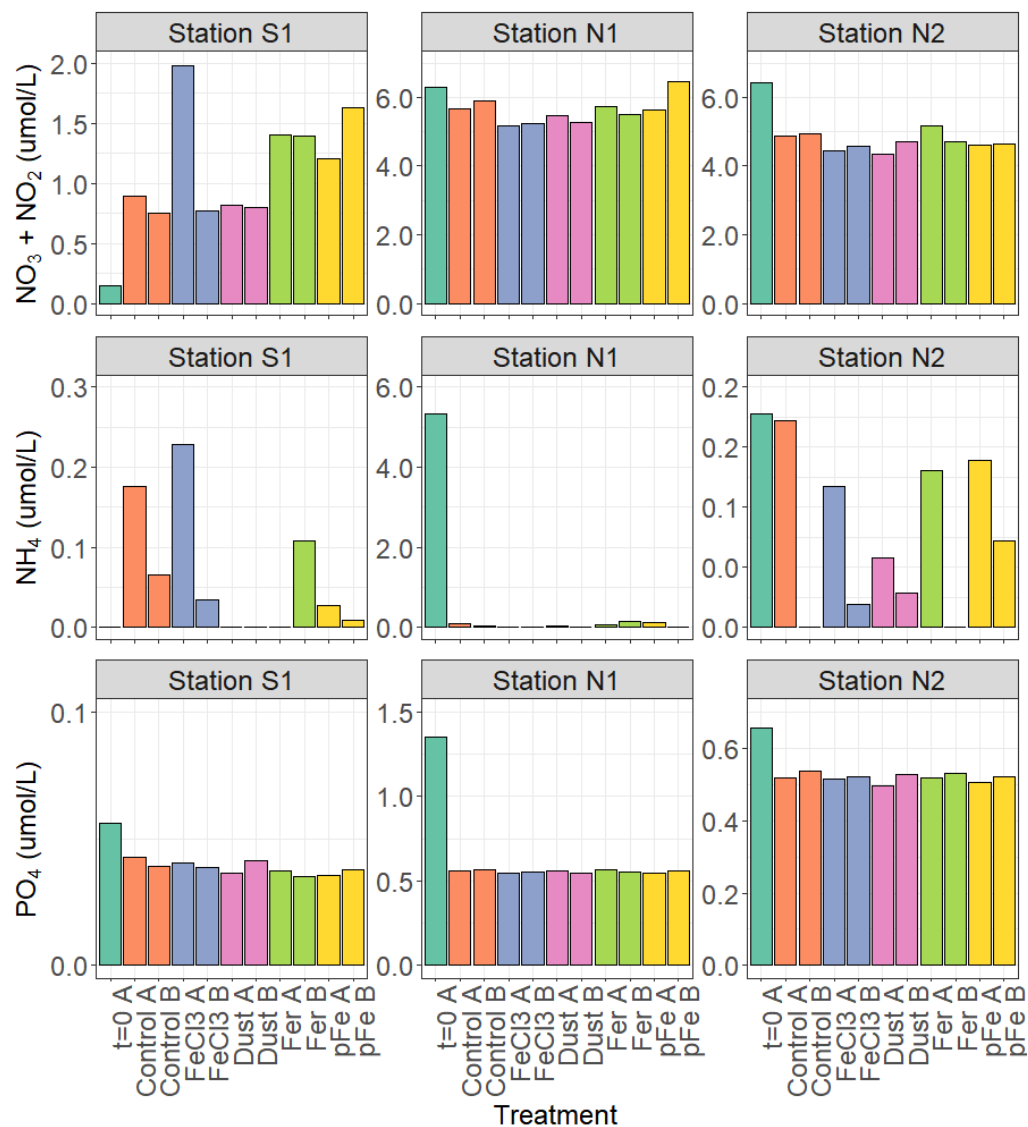 Station S1 Station N1 Station N2
NO3 + NO2 (umol/L)
2.0
1.5
1.0
0.5
0.0
6.0
4.0
2.0
0.0
6.0
4.0
2.0
0.0
Station S1 Station N1 Station N2
NH4 (umol/L)
0.3
0.2
0.1
0.0
6.0
4.0
2.0
0.0
0.2
0.2
0.1
0.0
0.0
Station S1 Station N1 Station N2
PO4 (umol/L)
0.1
0.0
1.5
1.0
0.5
0.0
0.6
0.4
0.2
0.0
t=0 A
Control A
Control B
FeCl3 A
FeCl3 B
Dust A
Dust B
Fer A
Fer B
pFe A
pFe B
t=0 A
Control A
Control B
FeCl3 A
FeCl3 B
Dust A
Dust B
Fer A
Fer B
pFe A
pFe B
t=0 A
Control A
Control B
FeCl3 A
FeCl3 B
Dust A
Dust B
Fer A
Fer B
pFe A
pFe B
Treatment